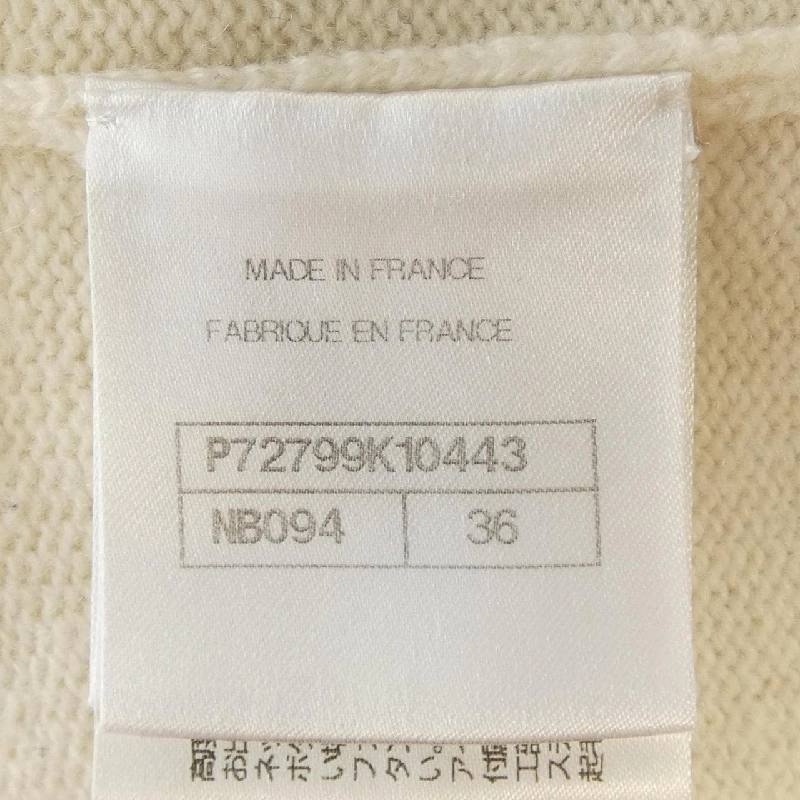 MADE IN FRANCE
FABRIQUE EN FRANCE
P72799K10443
NB094 36